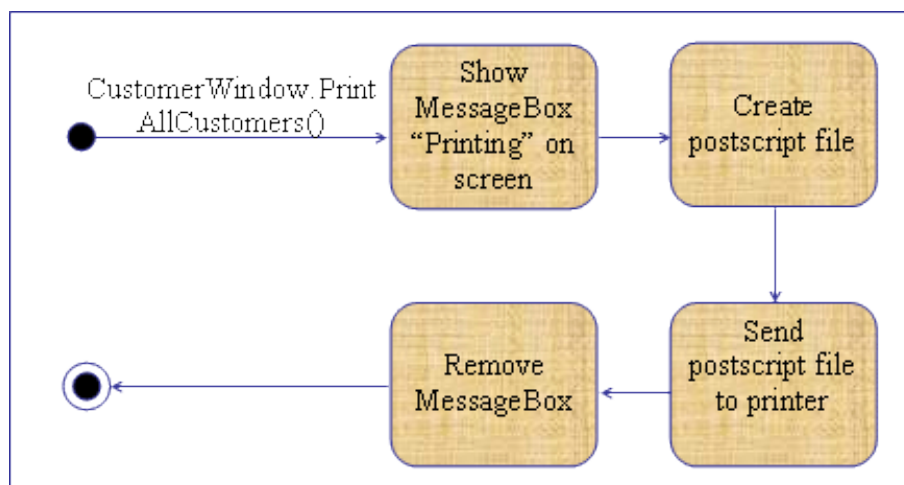 CustomerWindow.Print
AllCustomers()
Show
MessageBox
“Printing” on
screen
Create
postscript file
Send
postscript file
to printer
Remove
MessageBox